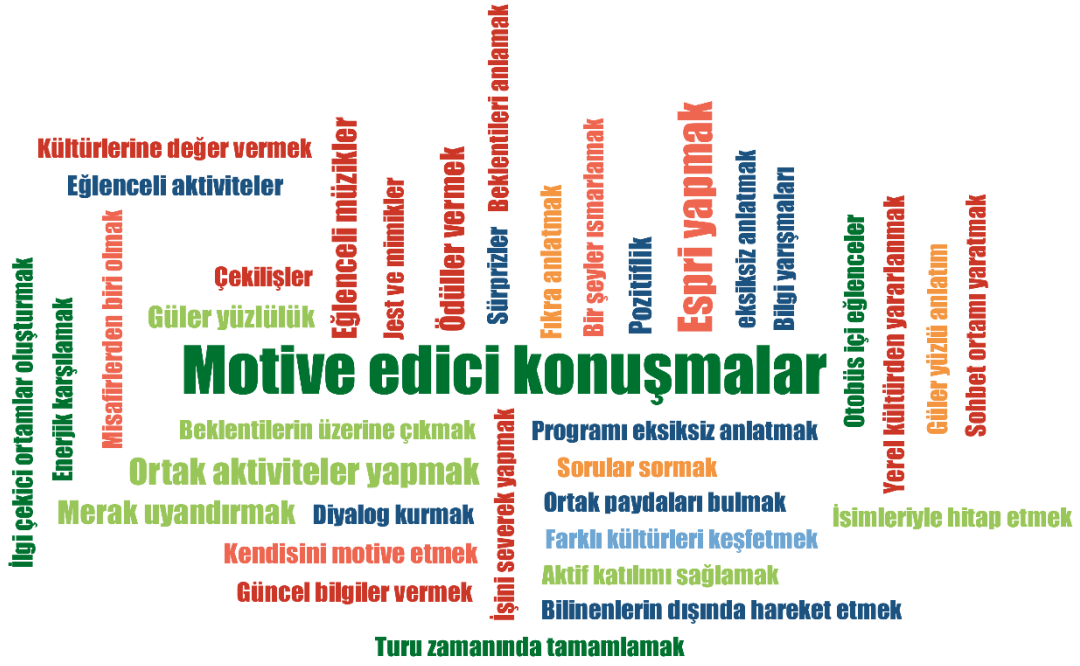 Kültürlerine değer vermek
Eğlenceli aktiviteler
Çekilişler
Güler yüzlülük
İlgi çekici ortamlar oluşturmak
Enerjik karşılamak
Misafirlerden biri olmak
Eğlenceli müzikler
Jest ve mimikler
Ödüller vermek
Sürprizler
Beklentileri anlamak
Fıkra anlatmak
Bir şeyler ısmarlamak
Pozitiflik
Espri yapmak
eksiksiz anlatmak
Bilgi yarışmaları
Otobüs içi eğlenceler
Yerel kültürden yararlanmak
Güler yüzlü anlatım
Sohbet ortamı yaratmak
Motive edici konuşmalar
Beklentilerin üzerine çıkmak
Ortak aktiviteler yapmak
Merak uyandırmak
Diyalog kurmak
Kendisini motive etmek
Güncel bilgiler vermek
İşini severek yapmak
Programı eksiksiz anlatmak
Sorular sormak
Ortak paydaları bulmak
Farklı kültürleri keşfetmek
Aktif katılımı sağlamak
Bilinenlerin dışında hareket etmek
İsimleriyle hitap etmek
Turu zamanında tamamlamak